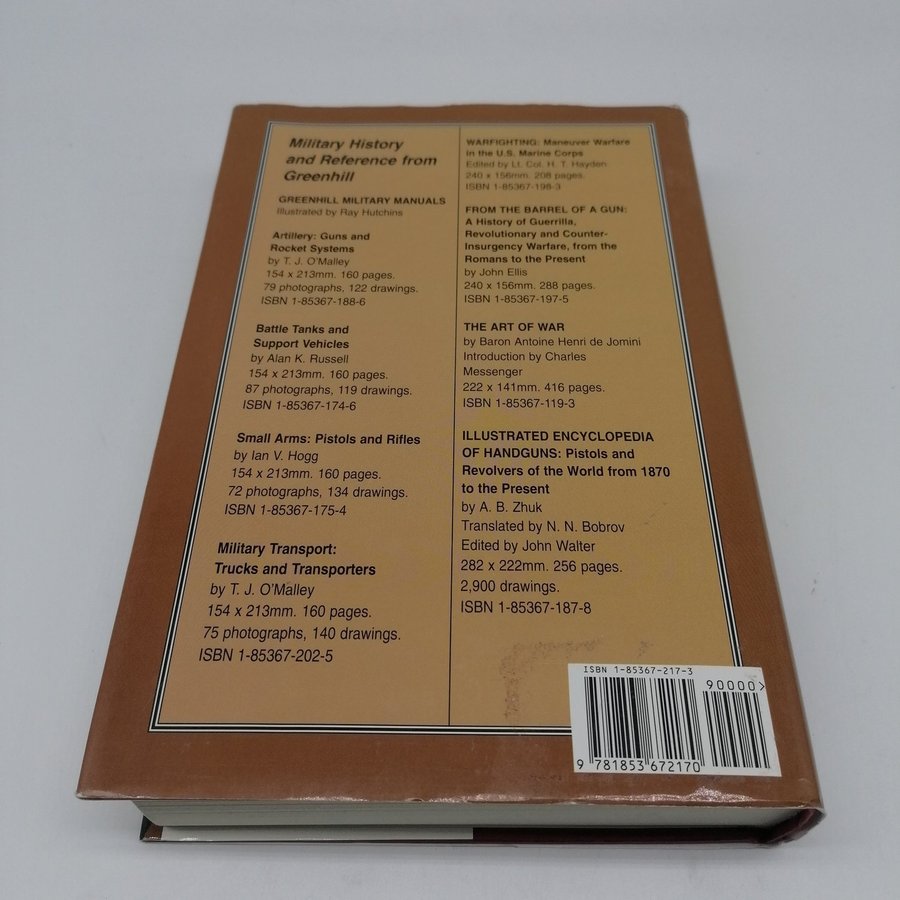 Military History
and Reference from
Greenhill
GREENHILL MILITARY MANUALS
Illustrated by Ray Hutchins
Artillery: Guns and
Rocket Systems
by T. J. O'Malley
154 x 213mm. 160 pages.
79 photographs, 122 drawings.
ISBN 1-85367-188-6
Battle Tanks and
Support Vehicles
by Alan K. Russell
154 x 213mm. 160 pages.
87 photographs, 119 drawings.
ISBN 1-85367-174-6
Small Arms: Pistols and Rifles
by Ian V. Hogg
154 x 213mm. 160 pages.
72 photographs, 134 drawings.
ISBN 1-85367-175-4
Military Transport:
Trucks and Transporters
by T. J. O'Malley
154 x 213mm. 160 pages.
75 photographs, 140 drawings.
ISBN 1-85367-202-5
WARFIGHTING: Maneuver Warfare
in the U.S. Marine Corps
Edited by Lt. Col. H. T. Hayden
240 x 156mm. 208 pages.
ISBN 1-85367-198-3
FROM THE BARREL OF A GUN:
A History of Guerrilla,
Revolutionary and Counter-
Insurgency Warfare, from the
Romans to the Present
by John Ellis
240 x 156mm. 288 pages.
ISBN 1-85367-197-5
THE ART OF WAR
by Baron Antoine Henri de Jomini
Introduction by Charles
Messenger
222 x 141mm. 416 pages.
ISBN 1-85367-119-3
ILLUSTRATED ENCYCLOPEDIA
OF HANDGUNS: Pistols and
Revolvers of the World from 1870
to the Present
by A. B. Zhuk
Translated by N. N. Bobrov
Edited by John Walter
282 x 222mm. 256 pages.
2,900 drawings.
ISBN 1-85367-187-8
ISBN 1-85367-217-3
90000>
9 781853 672170